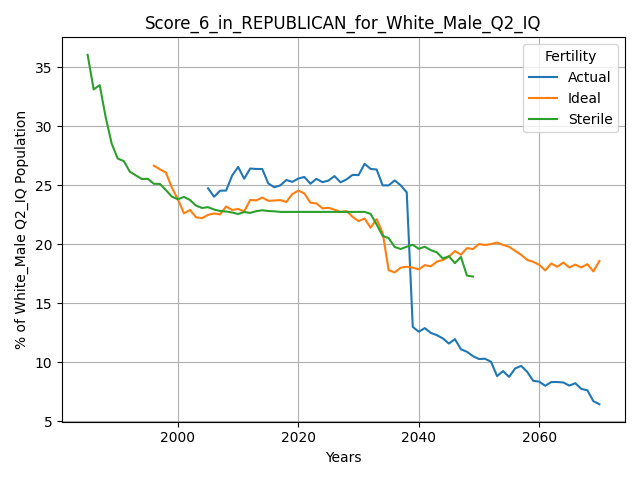 Score_6_in_REPUBLICAN_for_White_Male_Q2_IQ
Fertility
Actual
Ideal
Sterile
% of White_Male Q2_IQ Population
35
30
25
20
15
10
5
2000
2020
2040
2060
Years